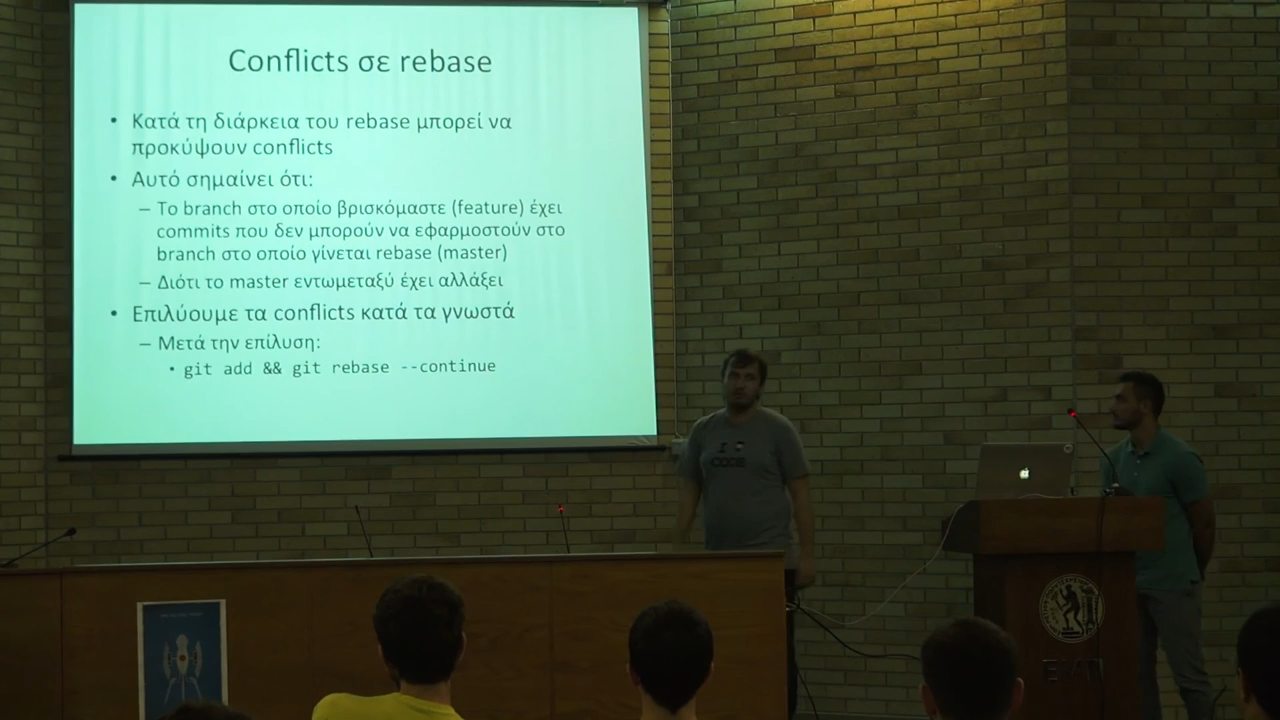 Conflicts σε rebase
• Κατά τη διάρκεια του rebase μπορεί να
προκύψουν conflicts
• Αυτό σημαίνει ότι:
– Το branch στο οποίο βρισκόμαστε (feature) έχει
commits που δεν μπορούν να εφαρμοστούν στο
branch στο οποίο γίνεται rebase (master)
– Διότι το master εντωμεταξύ έχει αλλάξει
• Επιλύουμε τα conflicts κατά τα γνωστά
– Μετά την επίλυση:
• git add && git rebase --continue
CODE